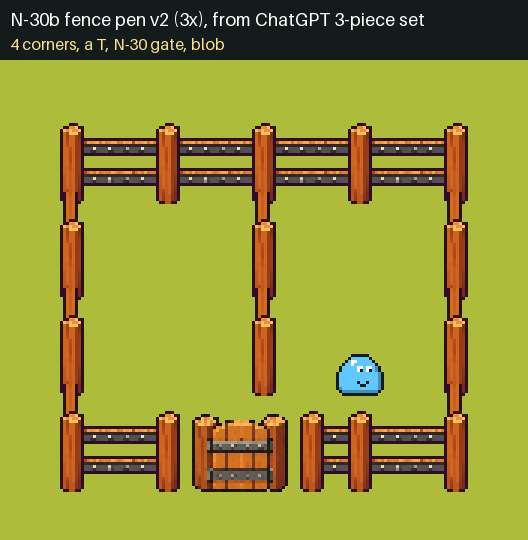 N-30b fence pen v2 (3x), from ChatGPT 3-piece set
4 corners, a T, N-30 gate, blob